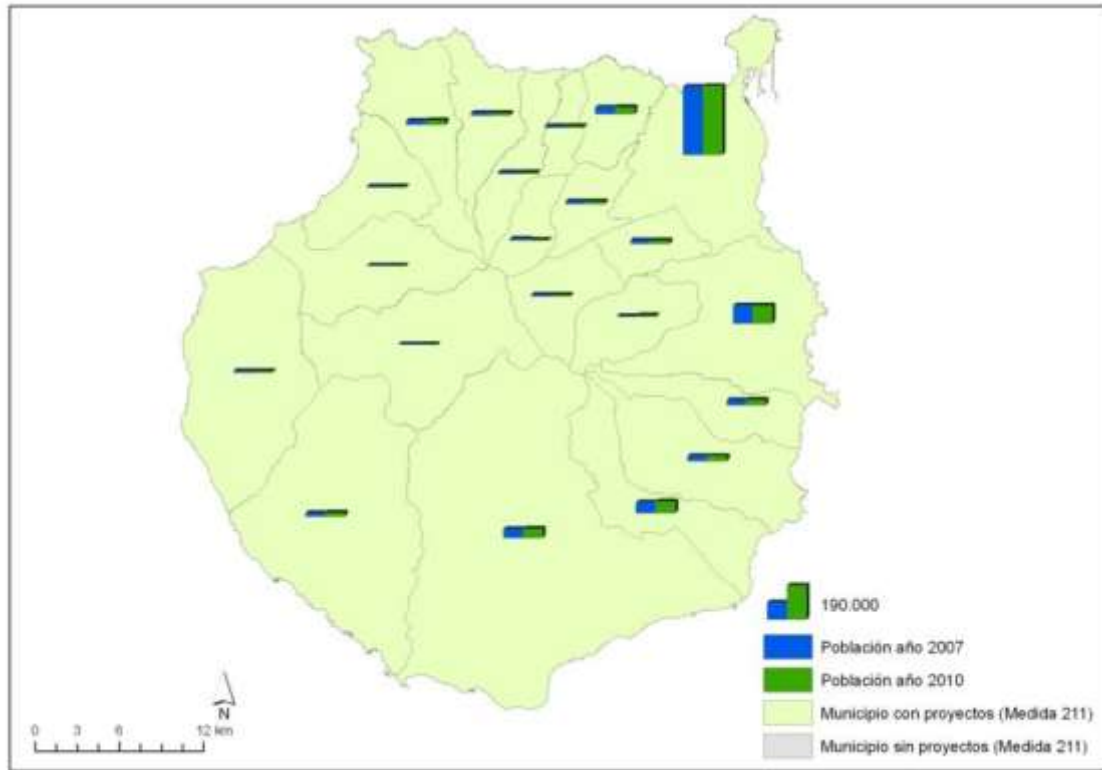 190.000
Población año 2007
Población año 2010
Municipio con proyectos (Medida 211)
Municipio sin proyectos (Medida 211)
N
0 3 6 12 km